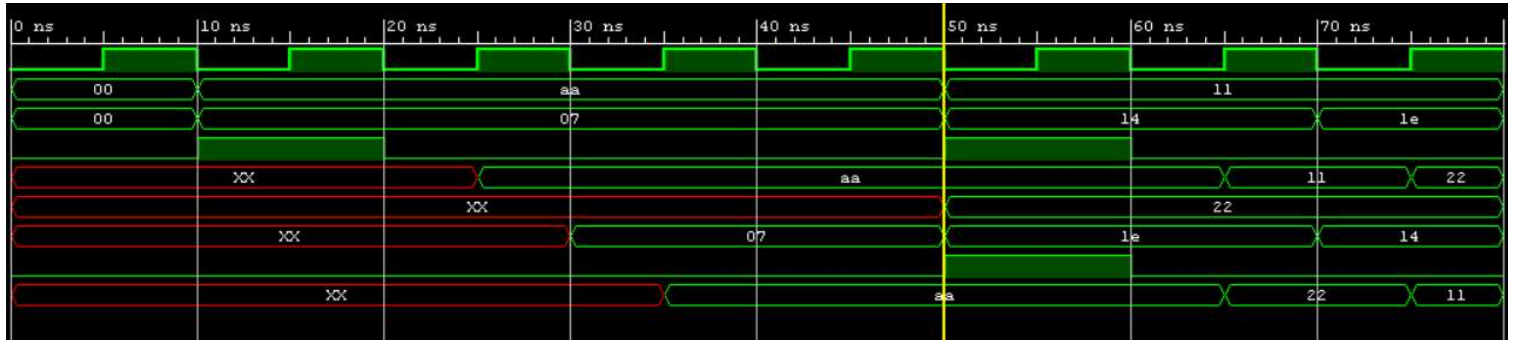 0 ns 10 ns 20 ns 30 ns 40 ns 50 ns 60 ns 70 ns
00 aa 11
00 07 14 1e
XX aa 11 22
XX 22
XX 07 1e 14
XX aa 22 11